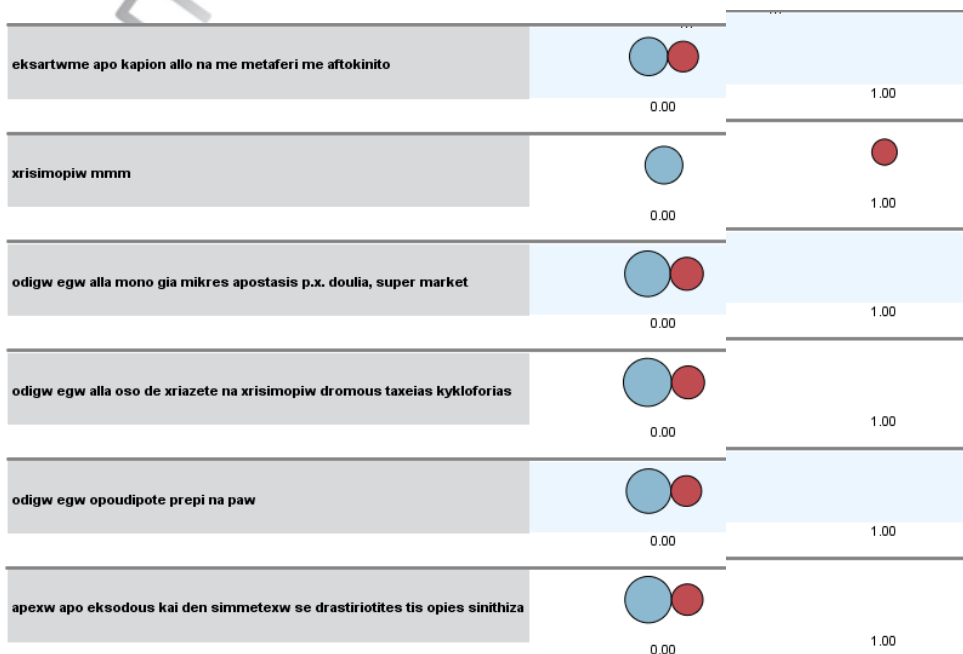 eksartwme apo kapion allo na me metaferi me aftokinito
0.00
1.00
xrisimopiw mmm
0.00
1.00
odigw egw alla mono gia mikres apostasis p.x. doulia, super market
0.00
1.00
odigw egw alla oso de xriazete na xrisimopiw dromous taxeias kykloforias
0.00
1.00
odigw egw opoudipote prepi na paw
0.00
1.00
apexw apo eksodous kai den simmetexw se drastiriotites tis opies sinithiza
0.00
1.00